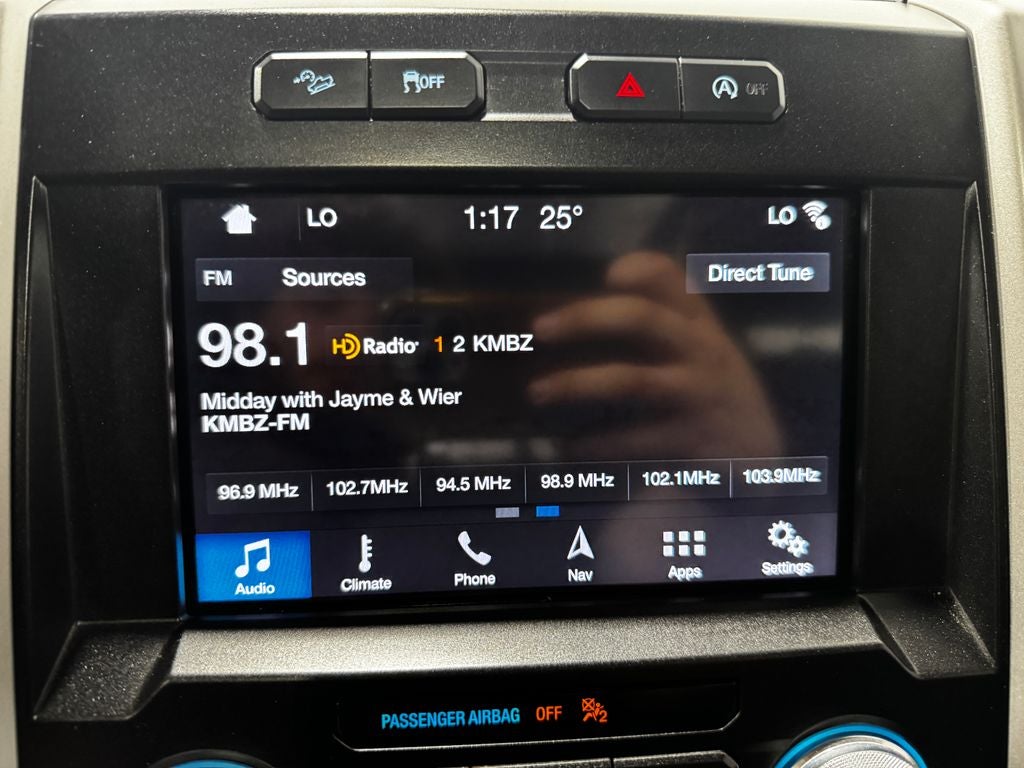 OFF
A OFF
LO 1:17 25° LO
FM Sources Direct Tune
98.1 HD Radio 1 2 KMBZ
Midday with Jayme & Wier
KMBZ-FM
96.9 MHz 102.7MHz 94.5 MHz 98.9 MHz 102.1MHz 103.9MHz
Audio Climate Phone Nav Apps Settings
PASSENGER AIRBAG OFF 2